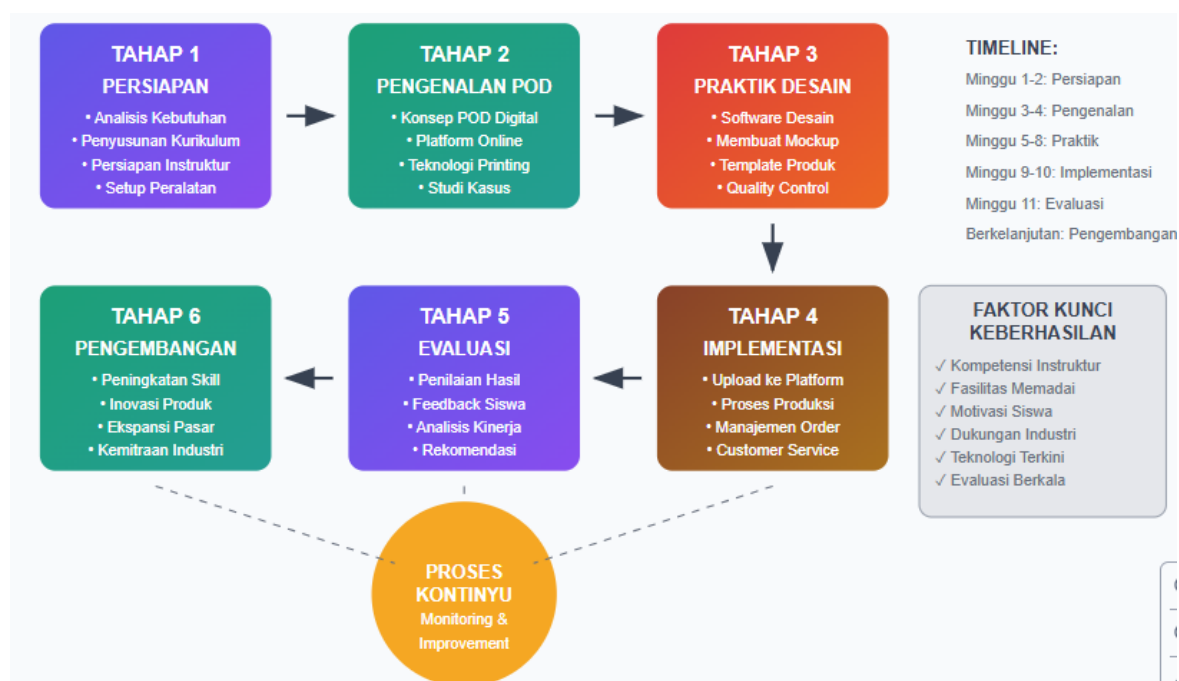 TAHAP 1
PERSIAPAN
• Analisis Kebutuhan
• Penyusunan Kurikulum
• Persiapan Instruktur
• Setup Peralatan
TAHAP 2
PENGENALAN POD
• Konsep POD Digital
• Platform Online
• Teknologi Printing
• Studi Kasus
TAHAP 3
PRAKTIK DESAIN
• Software Desain
• Membuat Mockup
• Template Produk
• Quality Control
TIMELINE:
Minggu 1-2: Persiapan
Minggu 3-4: Pengenalan
Minggu 5-8: Praktik
Minggu 9-10: Implementasi
Minggu 11: Evaluasi
Berkelanjutan: Pengembangan
TAHAP 6
PENGEMBANGAN
• Peningkatan Skill
• Inovasi Produk
• Ekspansi Pasar
• Kemitraan Industri
TAHAP 5
EVALUASI
• Penilaian Hasil
• Feedback Siswa
• Analisis Kinerja
• Rekomendasi
TAHAP 4
IMPLEMENTASI
• Upload ke Platform
• Proses Produksi
• Manajemen Order
• Customer Service
FAKTOR KUNCI
KEBERHASILAN
✓ Kompetensi Instruktur
✓ Fasilitas Memadai
✓ Motivasi Siswa
✓ Dukungan Industri
✓ Teknologi Terkini
✓ Evaluasi Berkala
PROSES
KONTINYU
Monitoring &
Improvement